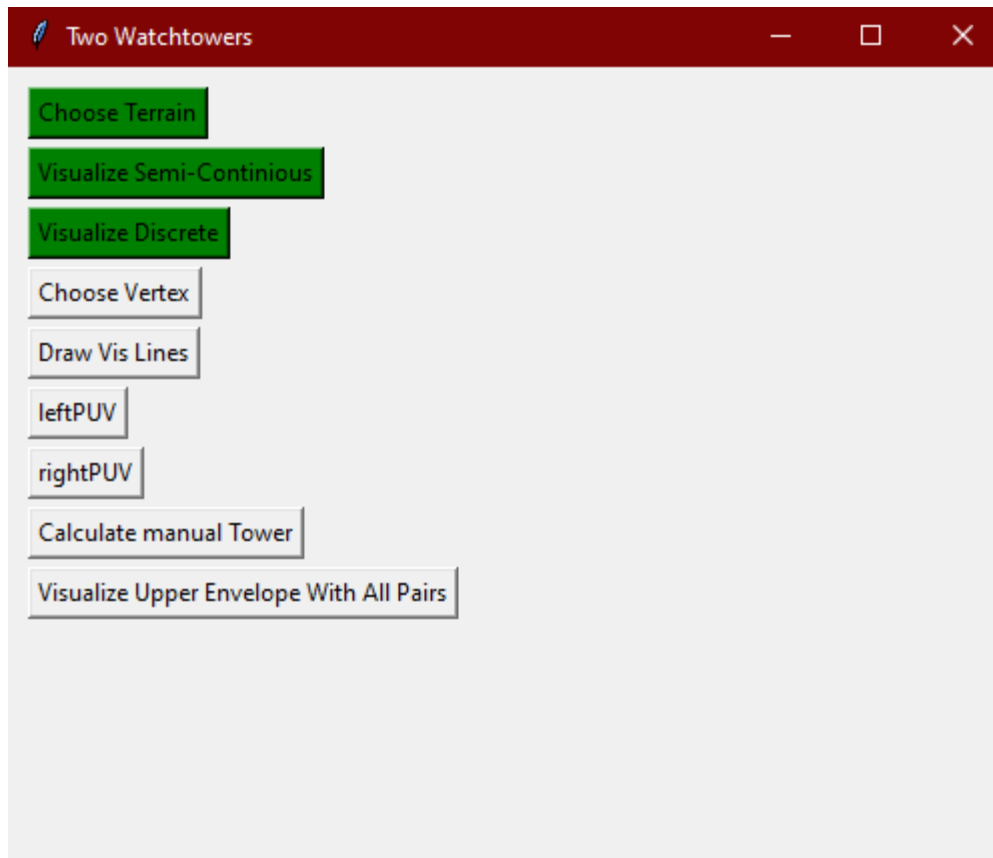 Two Watchtowers
Choose Terrain
Visualize Semi-Continious
Visualize Discrete
Choose Vertex
Draw Vis Lines
leftPUV
rightPUV
Calculate manual Tower
Visualize Upper Envelope With All Pairs